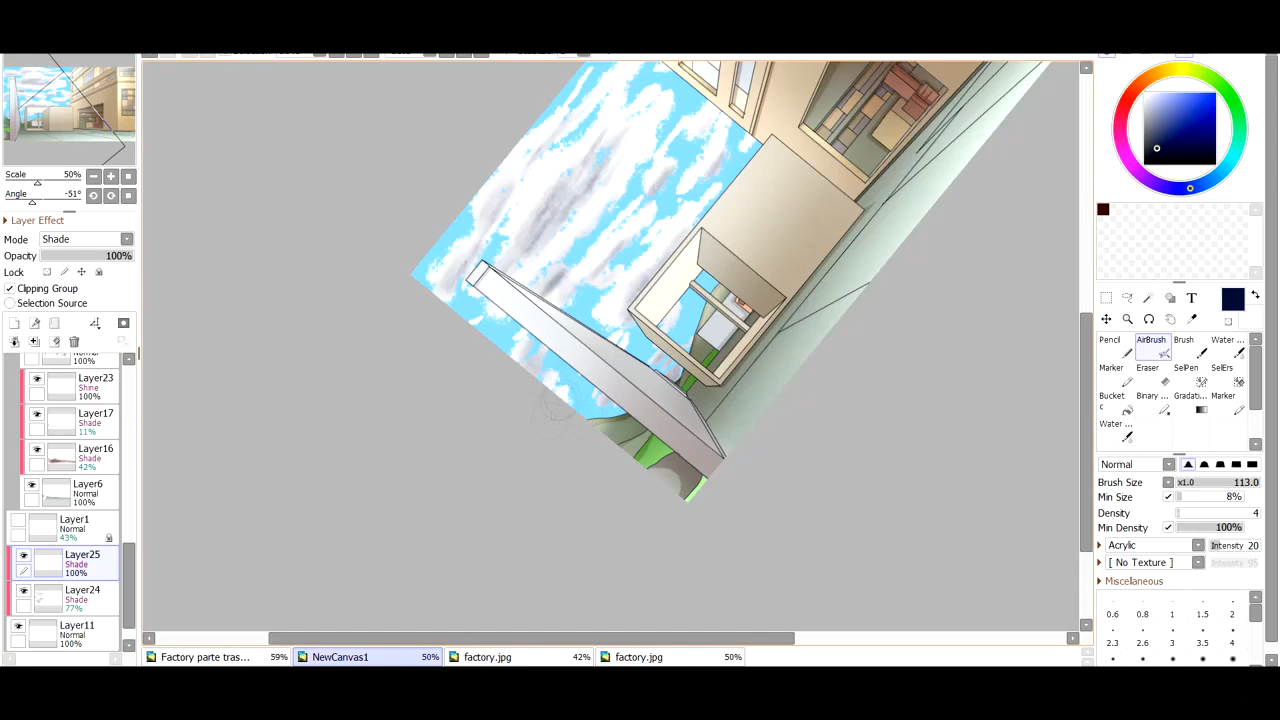 Scale 50%
Angle -51°
Layer Effect
Mode Shade
Opacity 100%
Lock
Clipping Group
Selection Source
Normal
100%
Layer23
Shine
100%
Layer17
Shade
11%
Layer16
Shade
42%
Layer6
Normal
100%
Layer1
Normal
43%
Layer25
Shade
100%
Layer24
Shade
77%
Layer11
Normal
100%
Factory parte tras... 59%
NewCanvas1 50%
factory.jpg 42%
factory.jpg 50%
T
Pencil AirBrush Brush Water ...
Marker Eraser SelPen SelErs
Bucket Binary ... Gradati... Marker
c
Water ...
Normal
Brush Size x1.0 113.0
Min Size 8%
Density 4
Min Density 100%
Acrylic Intensity 20
[ No Texture ] Intensity 95
Miscellaneous
0.6 0.8 1 1.5 2
2.3 2.6 3 3.5 4